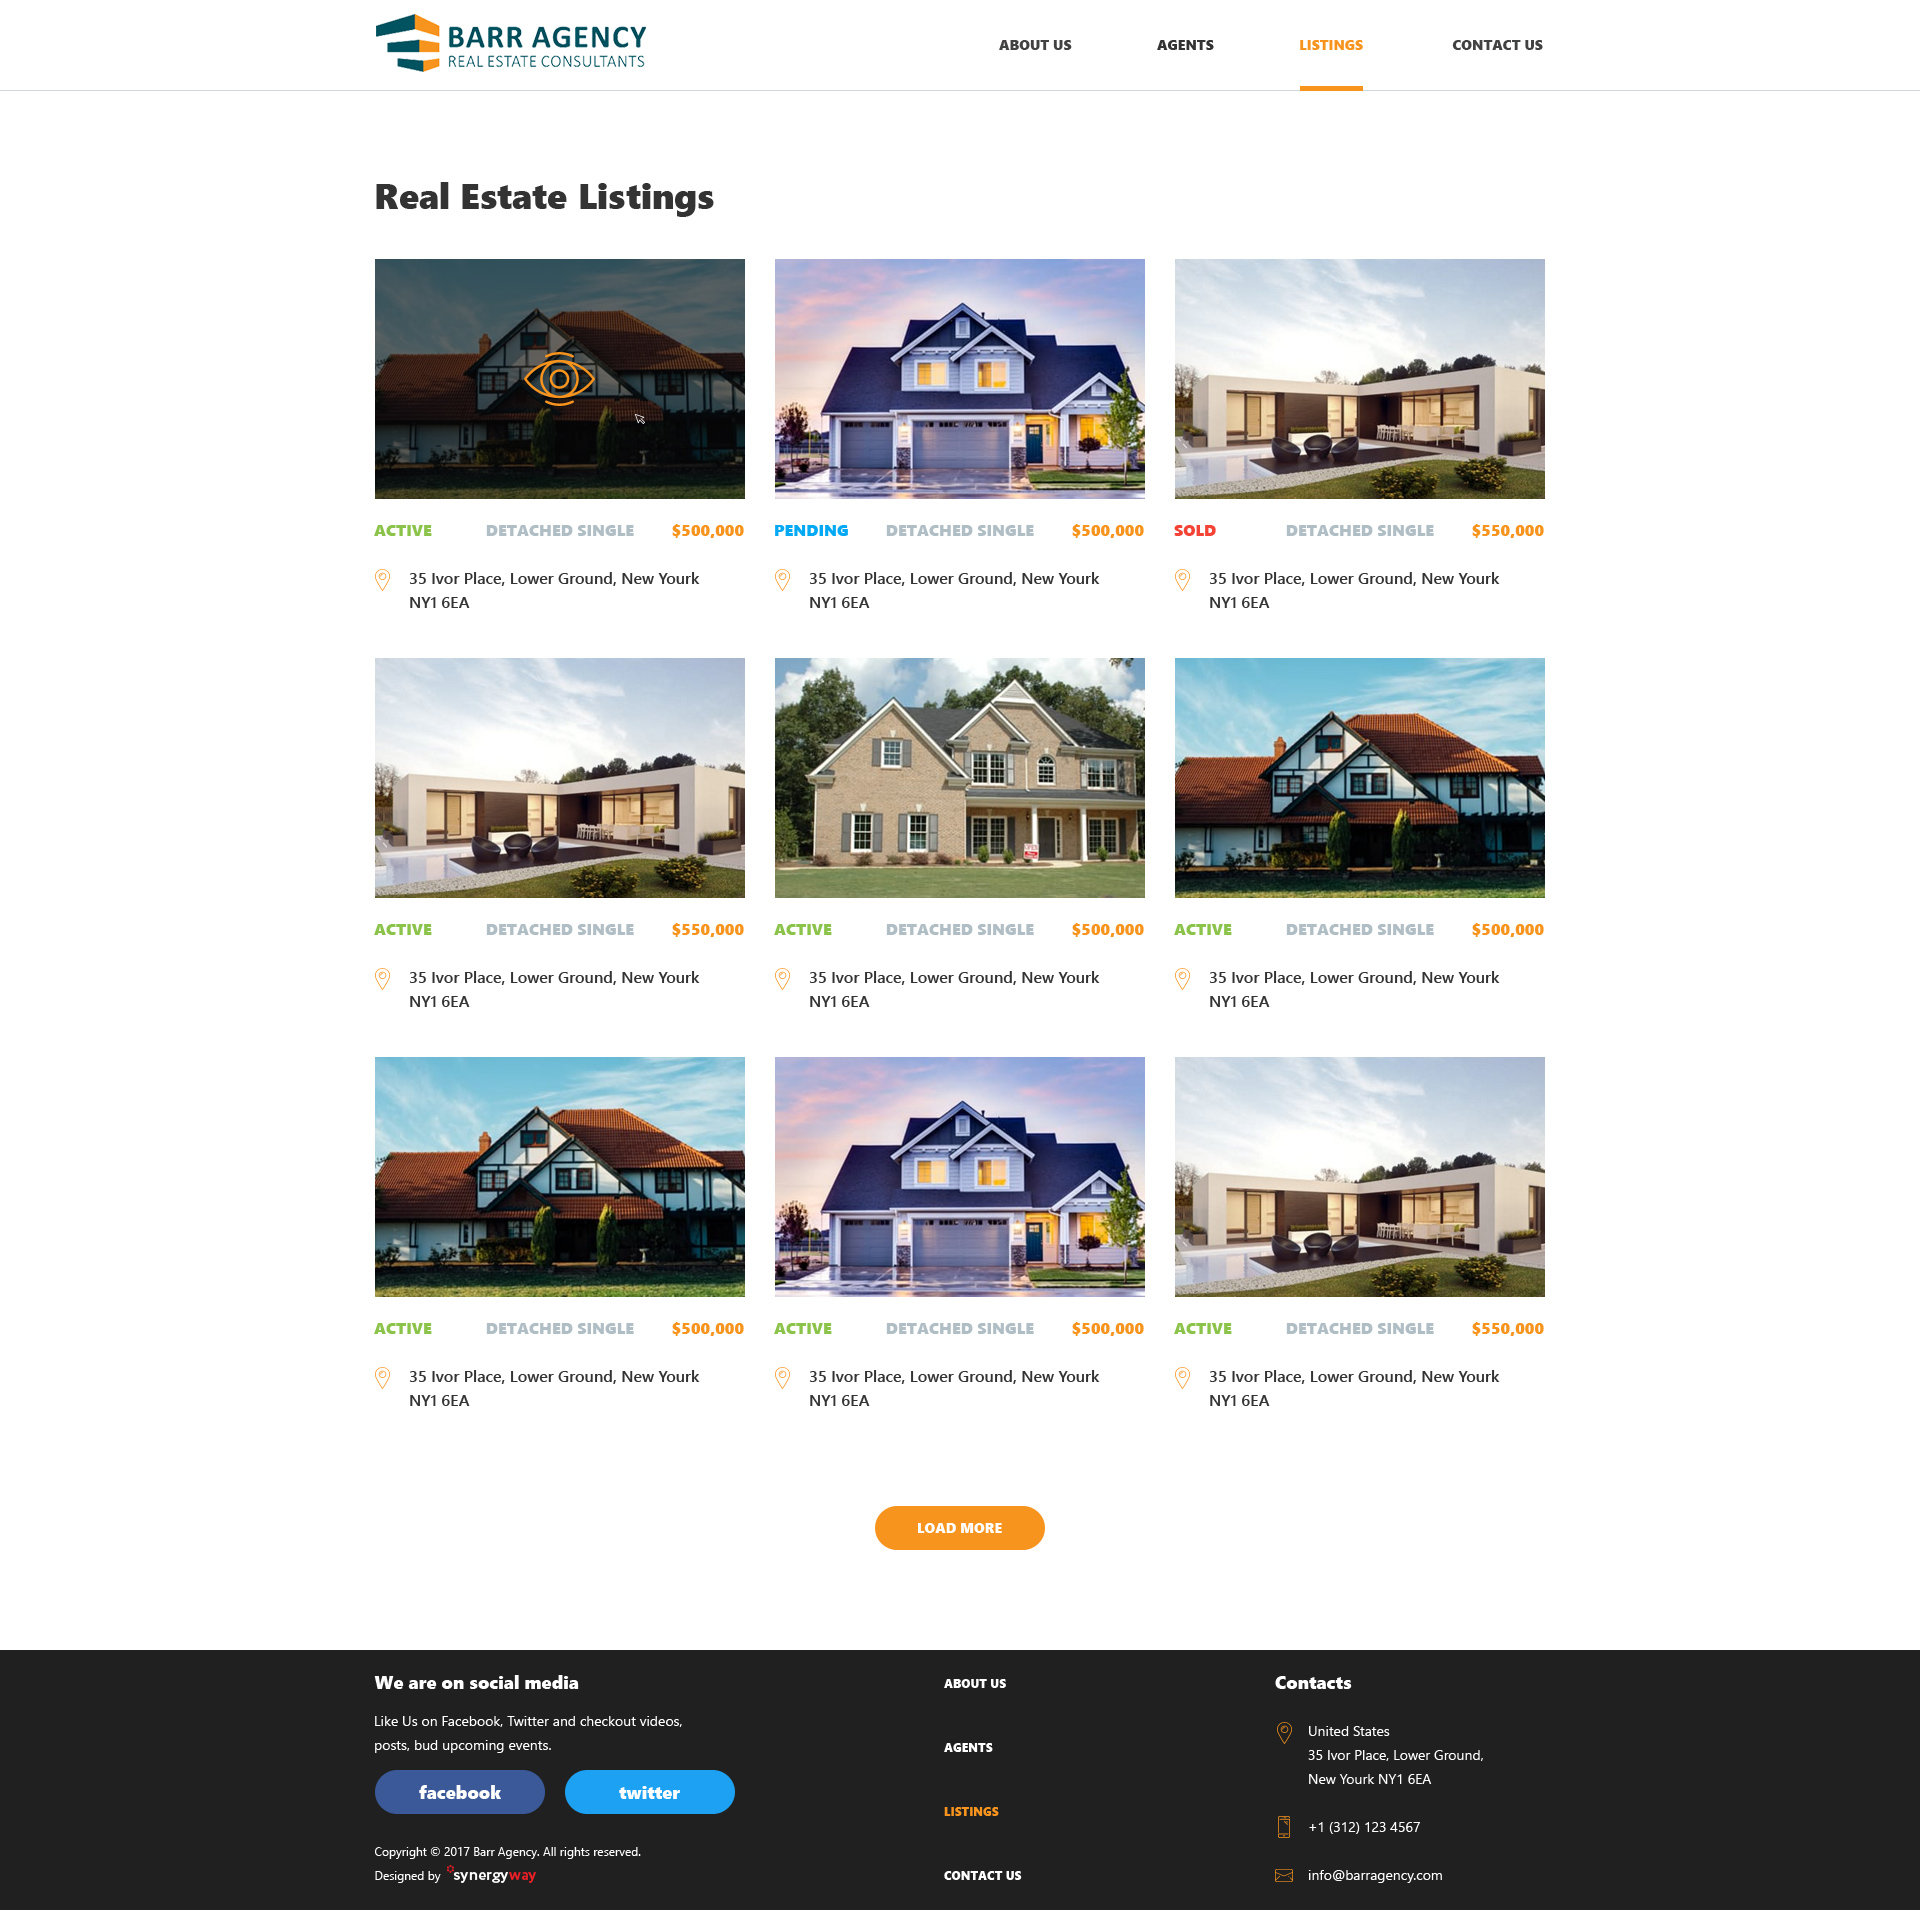 BARR AGENCY
REAL ESTATE CONSULTANTS
ABOUT US AGENTS LISTINGS CONTACT US
Real Estate Listings
ACTIVE DETACHED SINGLE $500,000
35 Ivor Place, Lower Ground, New Yourk
NY1 6EA
PENDING DETACHED SINGLE $500,000
35 Ivor Place, Lower Ground, New Yourk
NY1 6EA
SOLD DETACHED SINGLE $550,000
35 Ivor Place, Lower Ground, New Yourk
NY1 6EA
ACTIVE DETACHED SINGLE $550,000
35 Ivor Place, Lower Ground, New Yourk
NY1 6EA
ACTIVE DETACHED SINGLE $500,000
35 Ivor Place, Lower Ground, New Yourk
NY1 6EA
ACTIVE DETACHED SINGLE $500,000
35 Ivor Place, Lower Ground, New Yourk
NY1 6EA
ACTIVE DETACHED SINGLE $500,000
35 Ivor Place, Lower Ground, New Yourk
NY1 6EA
ACTIVE DETACHED SINGLE $500,000
35 Ivor Place, Lower Ground, New Yourk
NY1 6EA
ACTIVE DETACHED SINGLE $550,000
35 Ivor Place, Lower Ground, New Yourk
NY1 6EA
LOAD MORE
We are on social media
Like Us on Facebook, Twitter and checkout videos,
posts, bud upcoming events.
facebook twitter
Copyright © 2017 Barr Agency. All rights reserved.
Designed by synergyway
ABOUT US
AGENTS
LISTINGS
CONTACT US
Contacts
United States
35 Ivor Place, Lower Ground,
New Yourk NY1 6EA
+1 (312) 123 4567
info@barragency.com